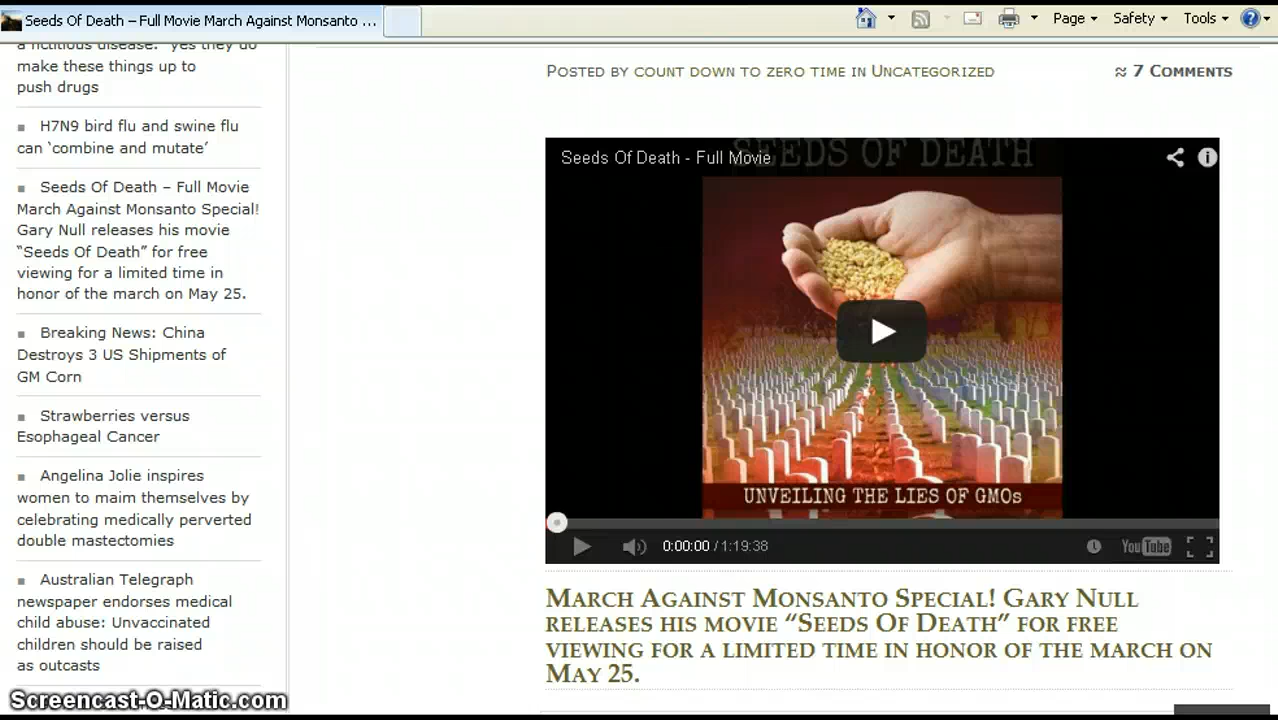 Seeds Of Death – Full Movie March Against Monsanto ...
Page
Safety
Tools
a fictitious disease. yes they do
make these things up to
push drugs
H7N9 bird flu and swine flu
can ‘combine and mutate’
Seeds Of Death – Full Movie
March Against Monsanto Special!
Gary Null releases his movie
“Seeds Of Death” for free
viewing for a limited time in
honor of the march on May 25.
Breaking News: China
Destroys 3 US Shipments of
GM Corn
Strawberries versus
Esophageal Cancer
Angelina Jolie inspires
women to maim themselves by
celebrating medically perverted
double mastectomies
Australian Telegraph
newspaper endorses medical
child abuse: Unvaccinated
children should be raised
as outcasts
Screencast-O-Matic.com
Posted by count down to zero time in Uncategorized
≈ 7 Comments
SEEDS OF DEATH
Seeds Of Death - Full Movie
UNVEILING THE LIES OF GMOs
0:00:00 / 1:19:38
YouTube
March Against Monsanto Special! Gary Null
releases his movie “Seeds Of Death” for free
viewing for a limited time in honor of the march on
May 25.